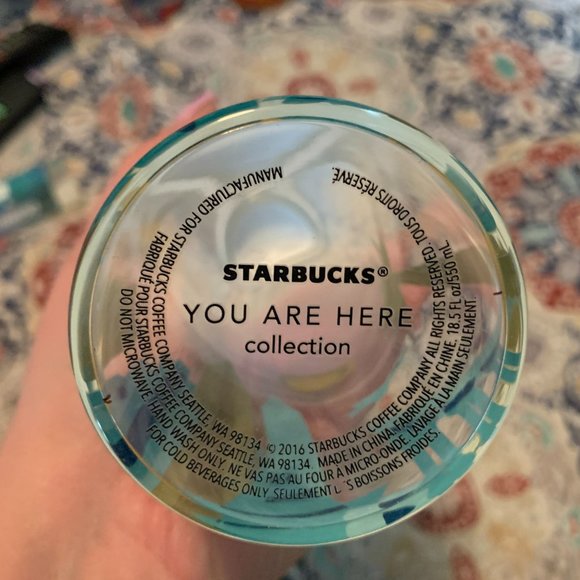 STARBUCKS®
YOU ARE HERE
collection
MANUFACTURED FOR STARBUCKS COFFEE COMPANY SEATTLE, WA 98134. © 2016 STARBUCKS COFFEE COMPANY ALL RIGHTS RESERVED. TOUS DROITS RÉSERVÉ.
FABRIQUÉ POUR STARBUCKS COFFEE COMPANY SEATTLE, WA 98134. MADE IN CHINA/FABRIQUÉ EN CHINE. 18.5 FL oz/550 mL
DO NOT MICROWAVE HAND WASH ONLY. NE VAS PAS AU FOUR À MICRO-ONDE. LAVAGE À LA MAIN SEULEMENT
FOR COLD BEVERAGES ONLY. SEULEMENT L'S BOISSONS FROIDES.